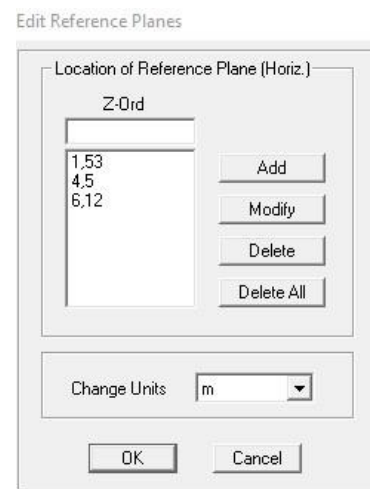 Edit Reference Planes
Location of Reference Plane (Horiz.)
Z-Ord
1,53
4,5
6,12
Add
Modify
Delete
Delete All
Change Units
m
OK
Cancel